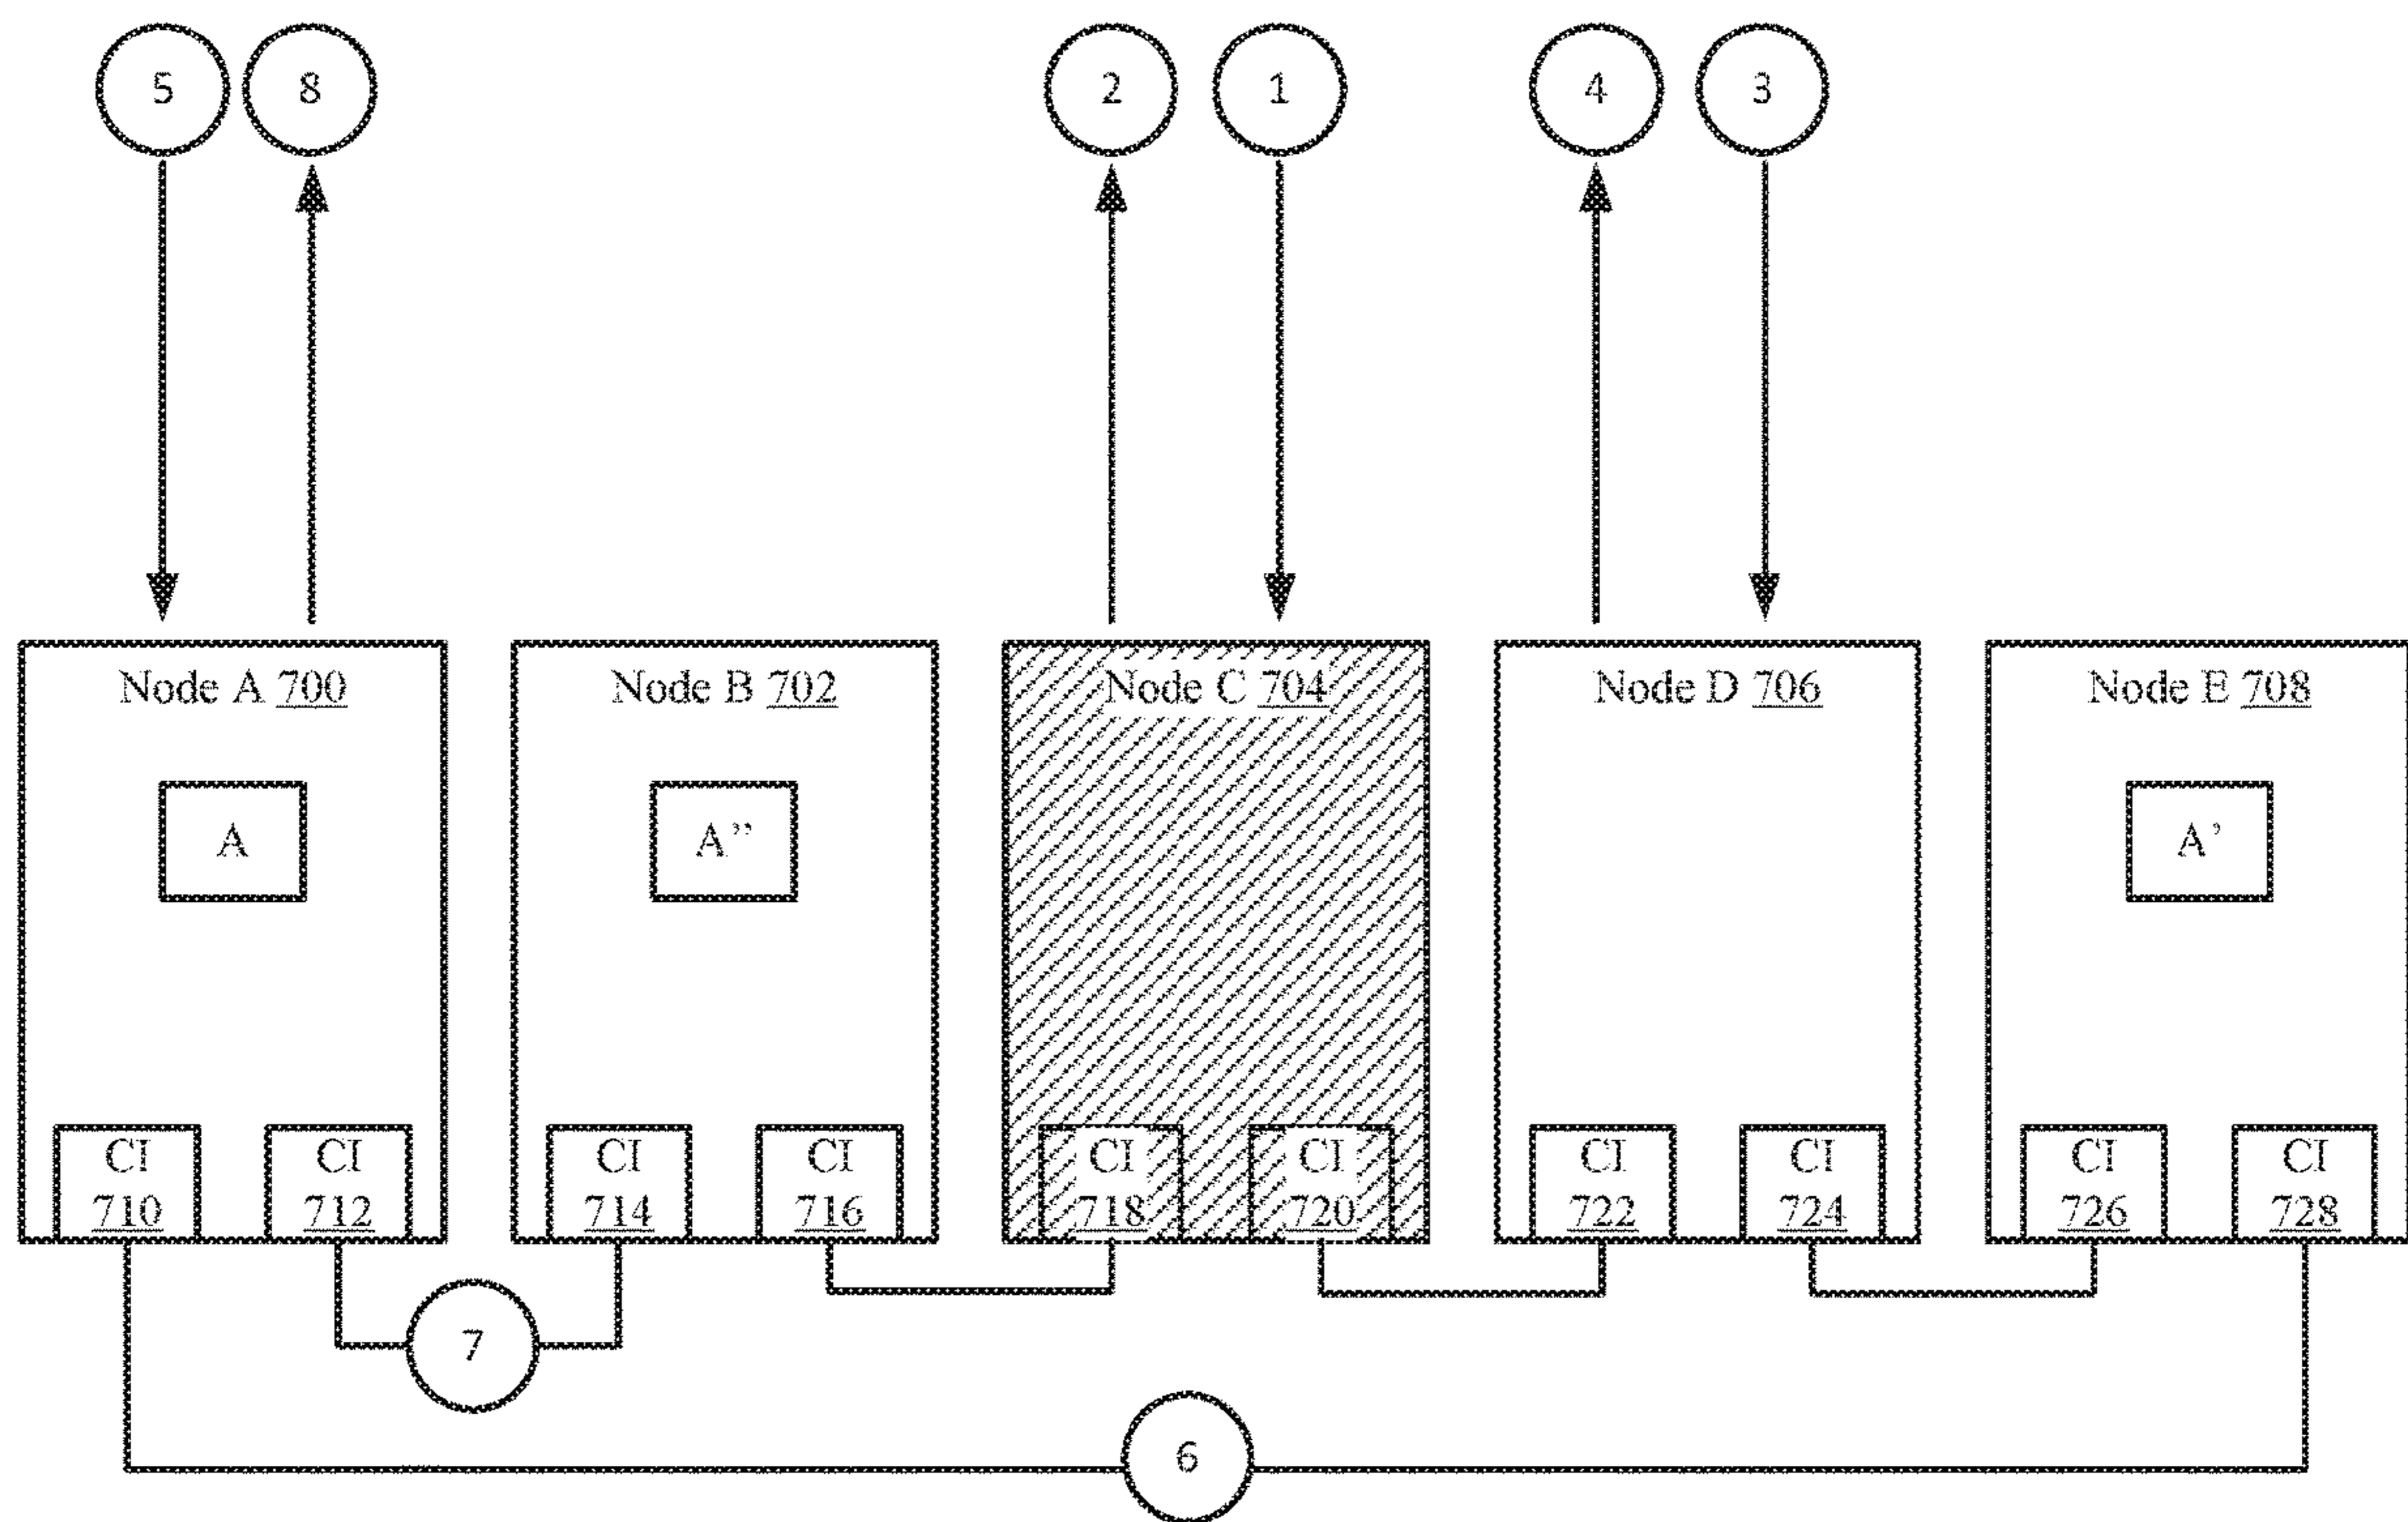 5 8 2 1 4 3
Node A 700 Node B 702 Node C 704 Node D 706 Node E 708
A A” A’
CI CI CI CI CI CI CI CI CI CI
710 712 714 716 718 720 722 724 726 728
7
6